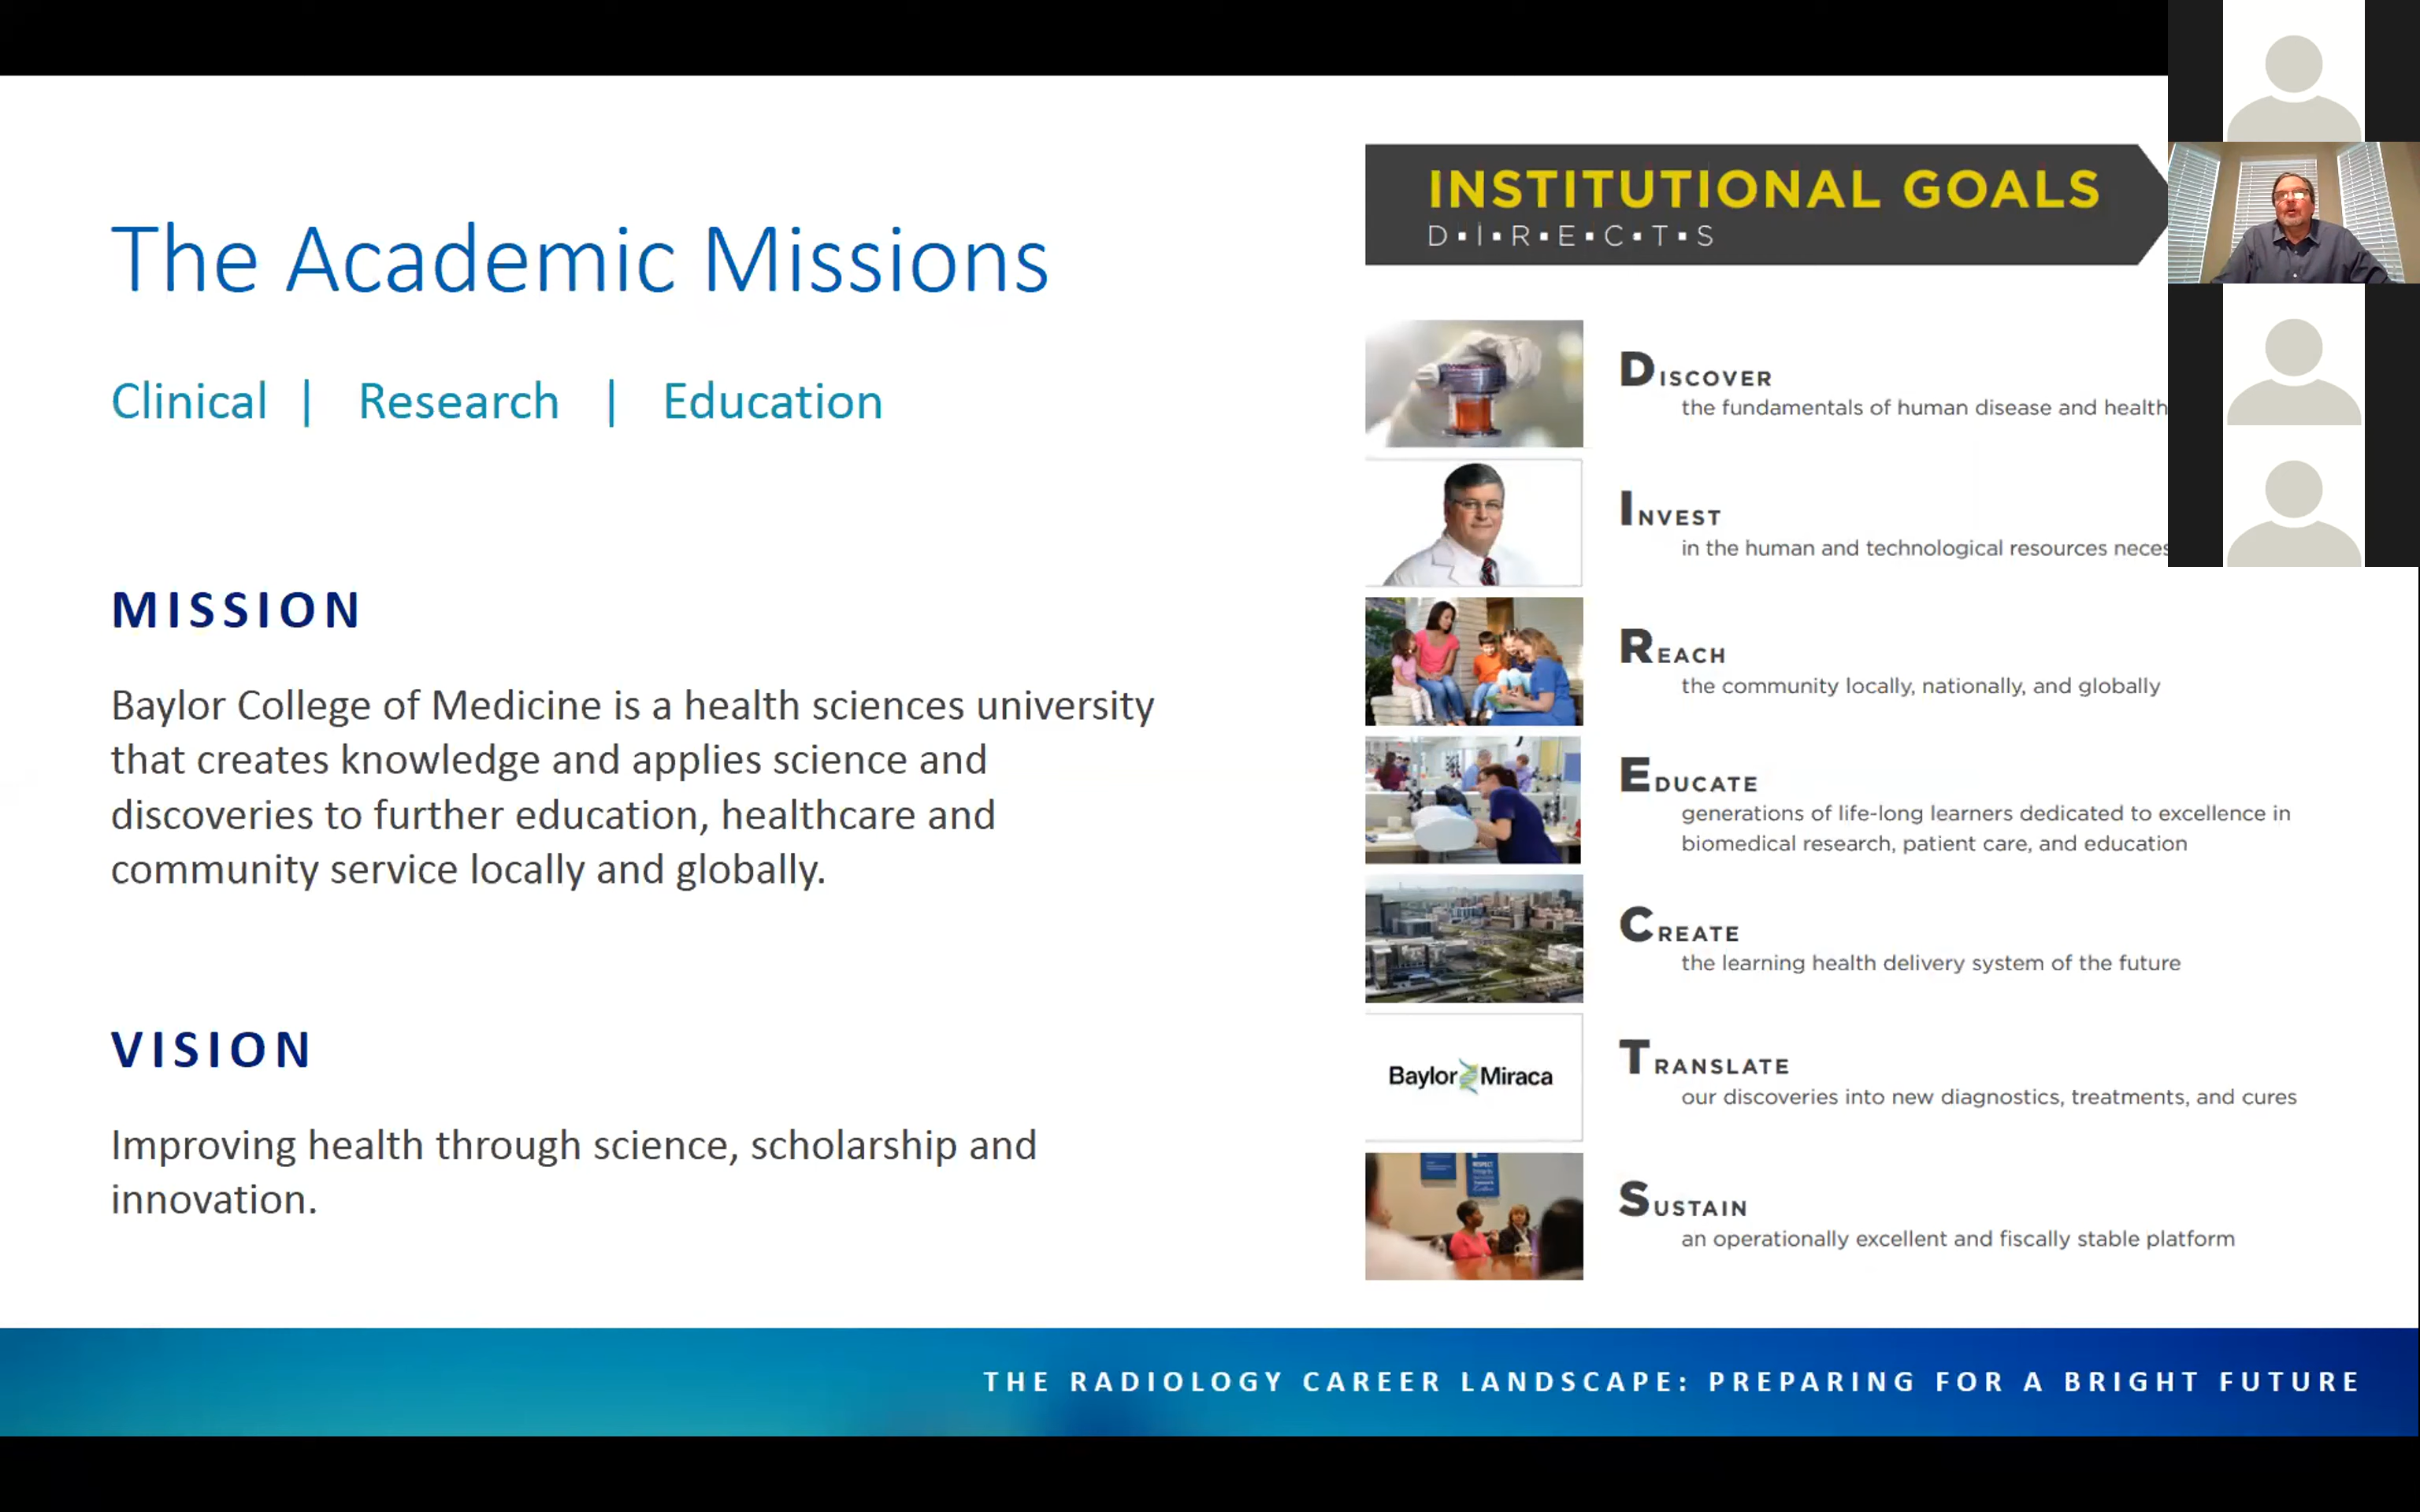 The Academic Missions
Clinical | Research | Education
MISSION
Baylor College of Medicine is a health sciences university
that creates knowledge and applies science and
discoveries to further education, healthcare and
community service locally and globally.
VISION
Improving health through science, scholarship and
innovation.
INSTITUTIONAL GOALS
D▪I▪R▪E▪C▪T▪S
DISCOVER
the fundamentals of human disease and health
INVEST
in the human and technological resources
REACH
the community locally, nationally, and globally
EDUCATE
generations of life-long learners dedicated to excellence in
biomedical research, patient care, and education
CREATE
the learning health delivery system of the future
Baylor Miraca
TRANSLATE
our discoveries into new diagnostics, treatments, and cures
RESPECT
SUSTAIN
an operationally excellent and fiscally stable platform
THE RADIOLOGY CAREER LANDSCAPE: PREPARING FOR A BRIGHT FUTURE